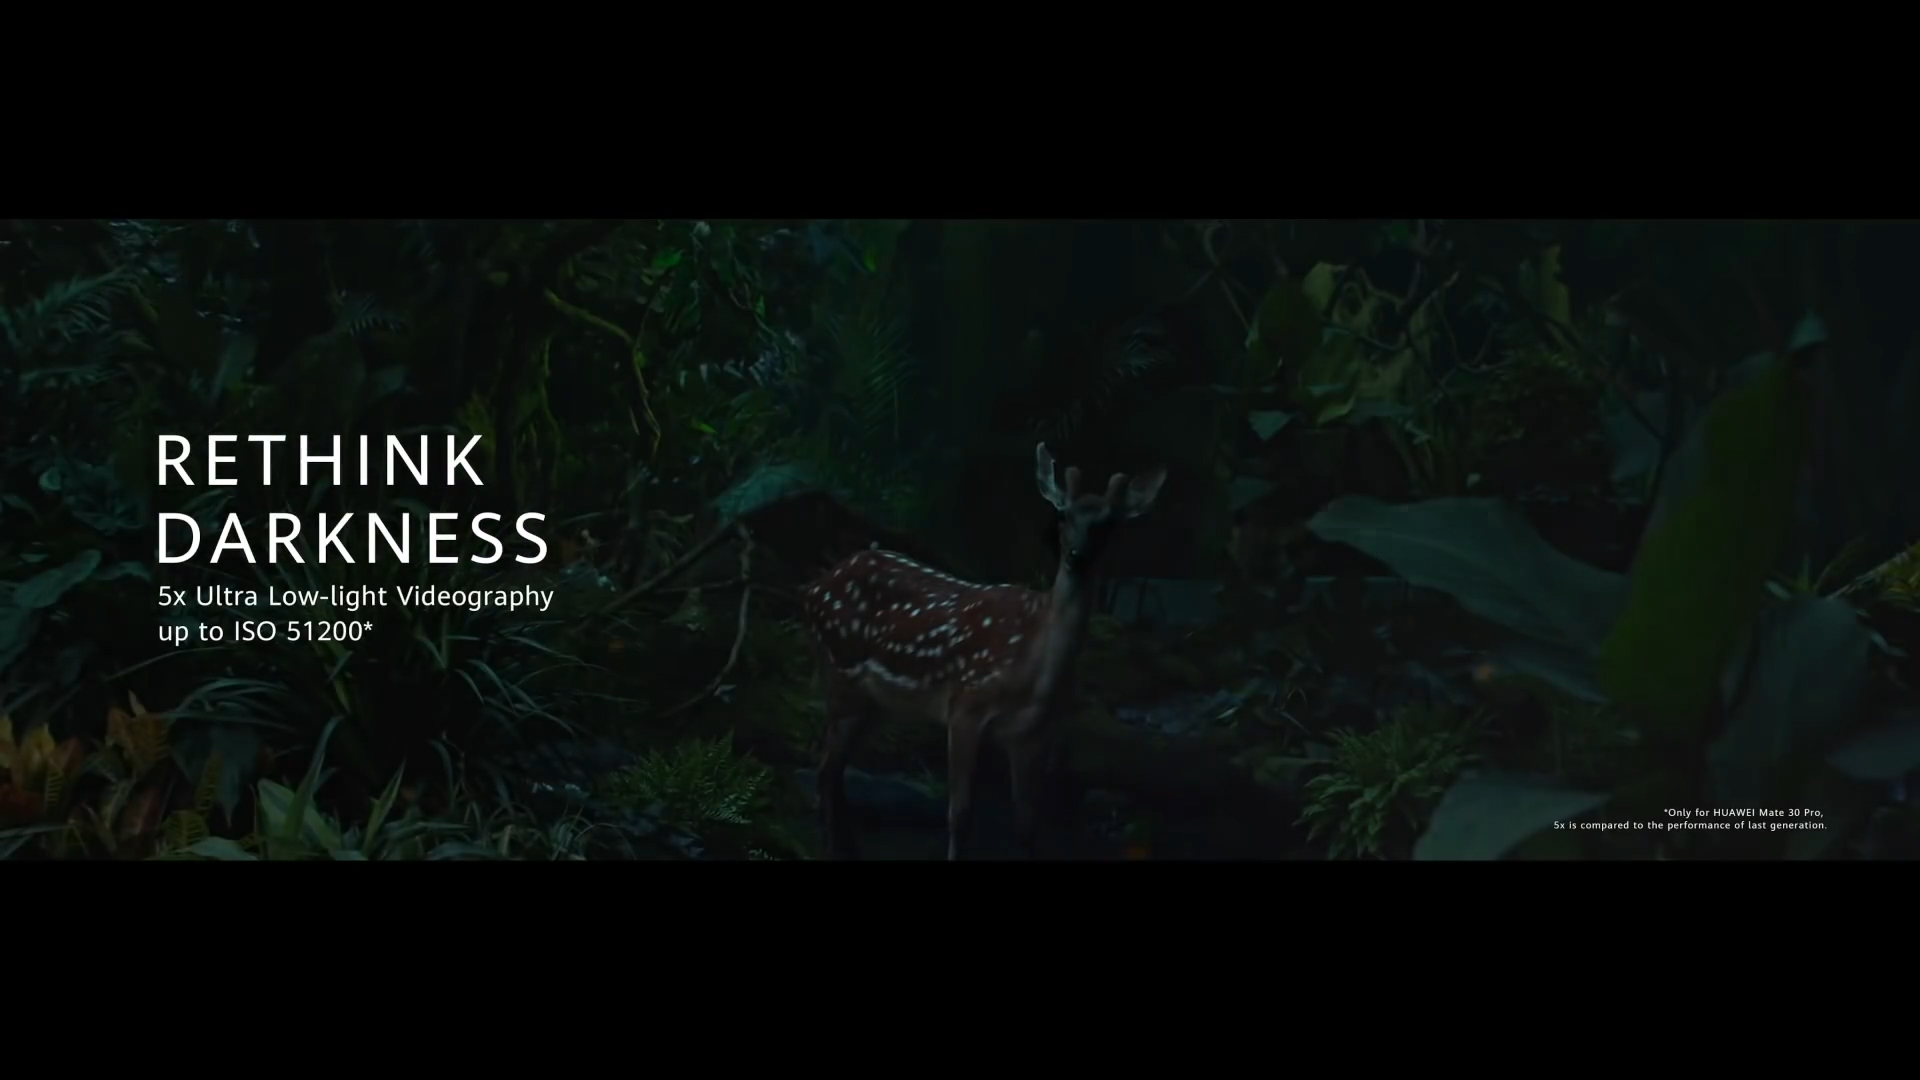 RETHINK
DARKNESS
5x Ultra Low-light Videography
up to ISO 51200*
*Only for HUAWEI Mate 30 Pro,
5x is compared to the performance of last generation.